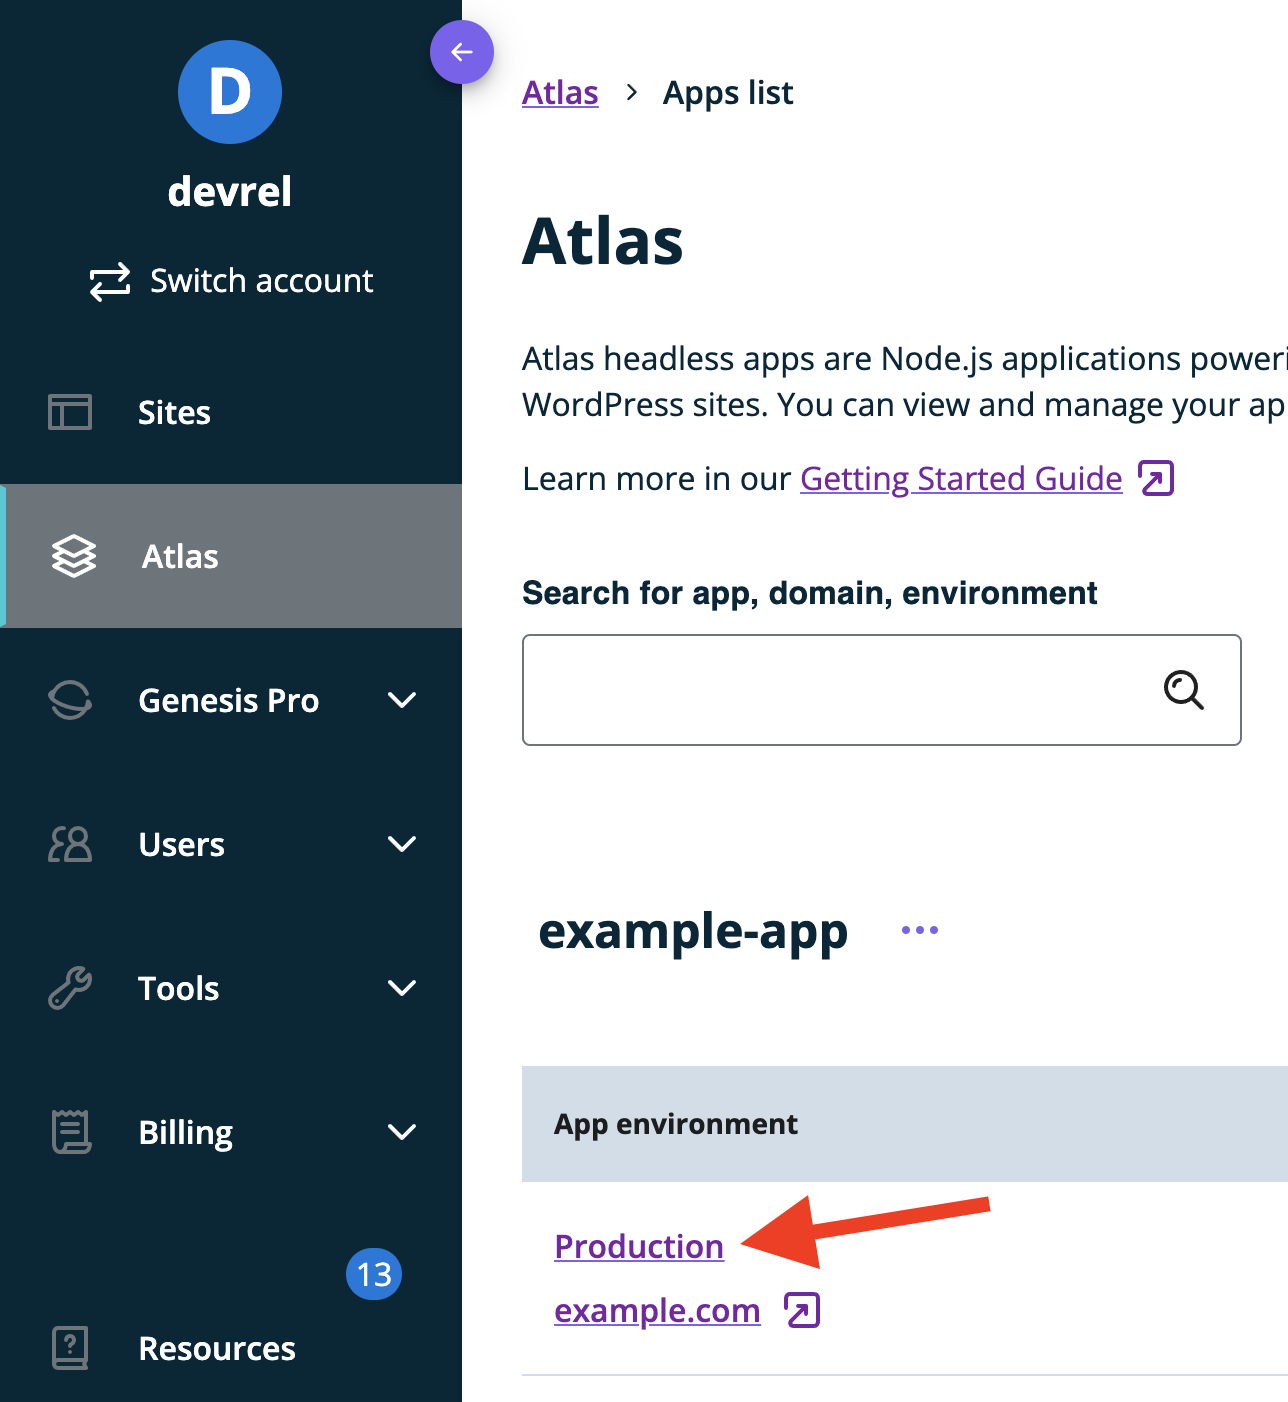 D
devrel
Switch account
Sites
Atlas
Genesis Pro
Users
Tools
Billing
13
Resources
Atlas > Apps list
Atlas
Atlas headless apps are Node.js applications poweri
WordPress sites. You can view and manage your ap
Learn more in our Getting Started Guide
Search for app, domain, environment
example-app
App environment
Production
example.com